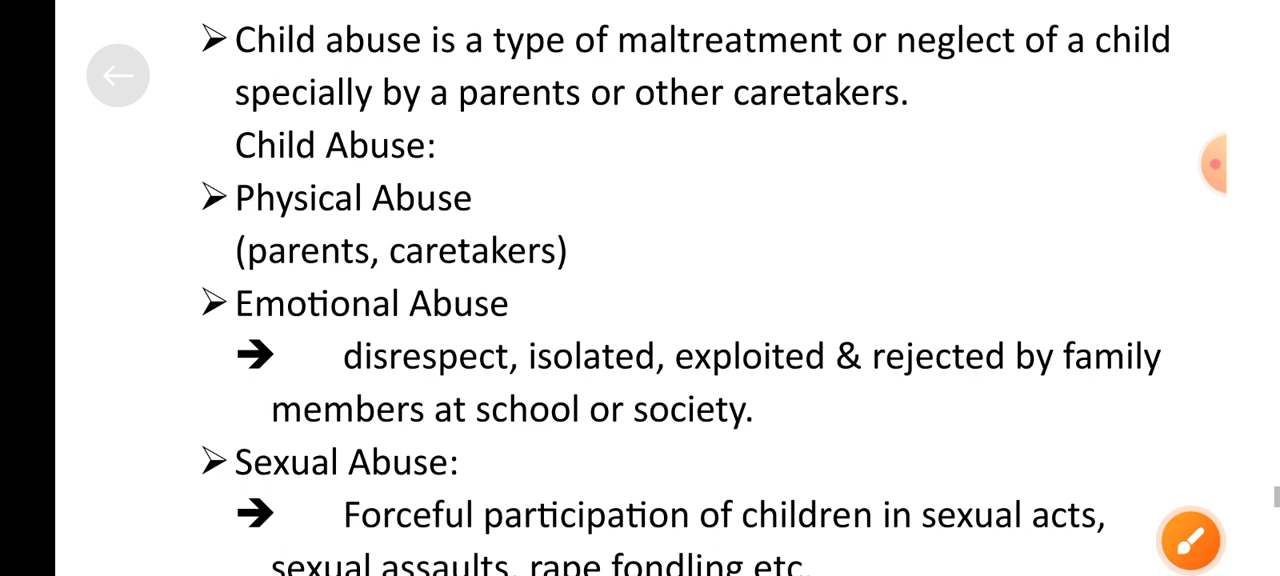 ➢ Child abuse is a type of maltreatment or neglect of a child
specially by a parents or other caretakers.
Child Abuse:
➢ Physical Abuse
(parents, caretakers)
➢ Emotional Abuse
➔ disrespect, isolated, exploited & rejected by family
members at school or society.
➢ Sexual Abuse:
➔ Forceful participation of children in sexual acts,
sexual assaults, rape fondling etc.